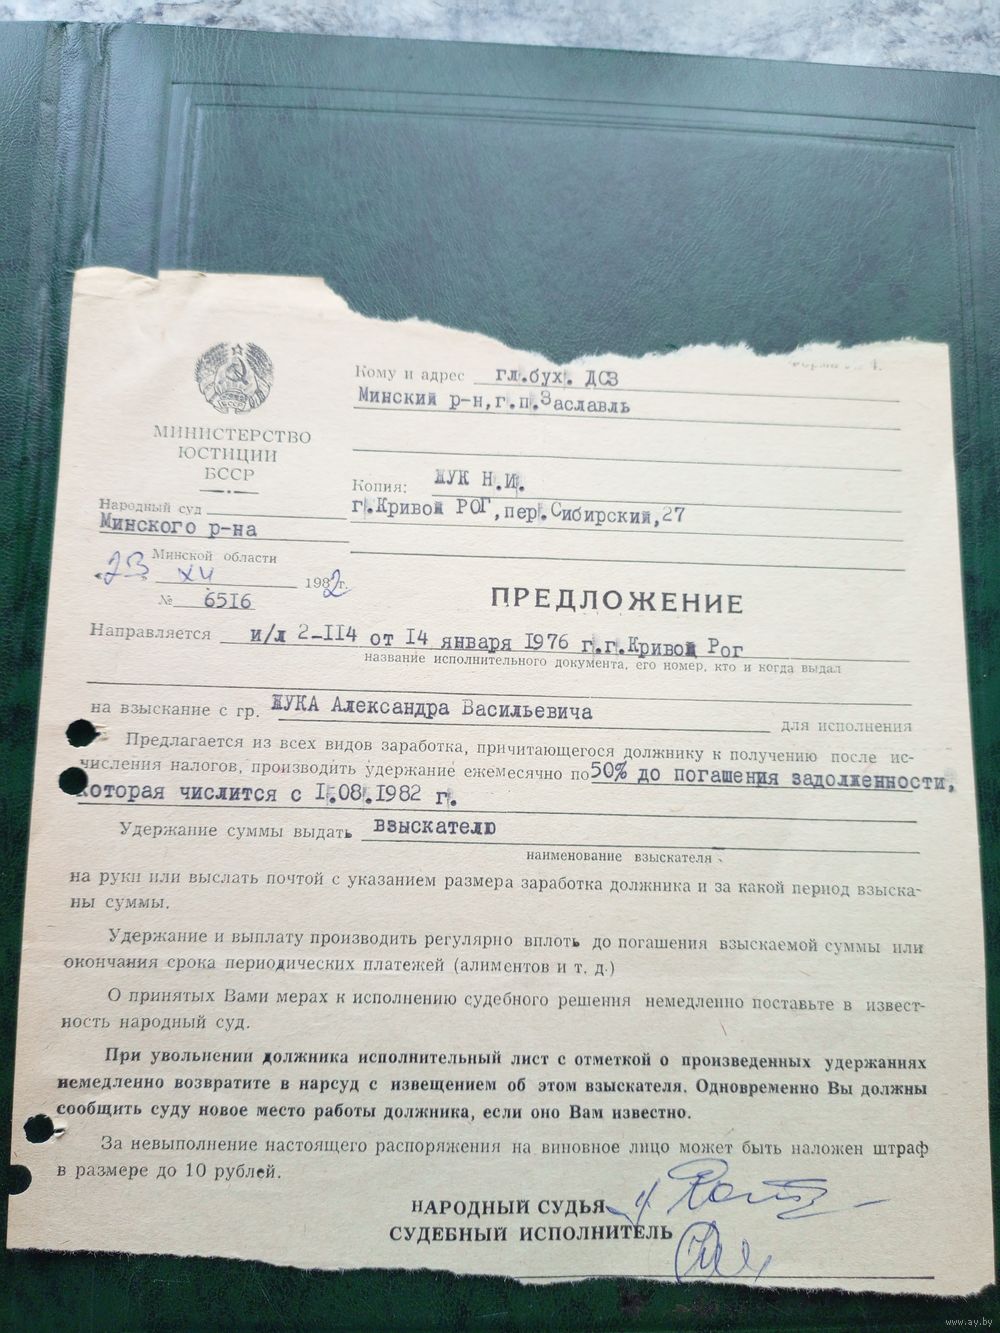 Кому и адрес гл.бух. ДСЗ
Минский р-н,г.п.Заславль
МИНИСТЕРСТВО
ЮСТИЦИИ
БССР
Копия: ЖУК Н.И.
г.Кривой РОГ,пер.Сибирский,27
Народный суд
Минского р-на
Минской области
«23» XII 1982г.
№ 6516
ПРЕДЛОЖЕНИЕ
Направляется и/л 2-114 от 14 января 1976 г.г.Кривой Рог
название исполнительного документа, его номер, кто и когда выдал
на взыскание с гр. ЖУКА Александра Васильевича
для исполнения
Предлагается из всех видов заработка, причитающегося должнику к получению после ис-
числения налогов, производить удержание ежемесячно по 50% до погашения задолженности,
которая числится с 1.08.1982 г.
Удержание суммы выдать взыскателю
наименование взыскателя
на руки или выслать почтой с указанием размера заработка должника и за какой период взыска-
ны суммы.
Удержание и выплату производить регулярно вплоть до погашения взыскаемой суммы или
окончания срока периодических платежей (алиментов и т. д.)
О принятых Вами мерах к исполнению судебного решения немедленно поставьте в извест-
ность народный суд.
При увольнении должника исполнительный лист с отметкой о произведенных удержаниях
немедленно возвратите в нарсуд с извещением об этом взыскателя. Одновременно Вы должны
сообщить суду новое место работы должника, если оно Вам известно.
За невыполнение настоящего распоряжения на виновное лицо может быть наложен штраф
в размере до 10 рублей.
НАРОДНЫЙ СУДЬЯ
СУДЕБНЫЙ ИСПОЛНИТЕЛЬ
www.ay.by